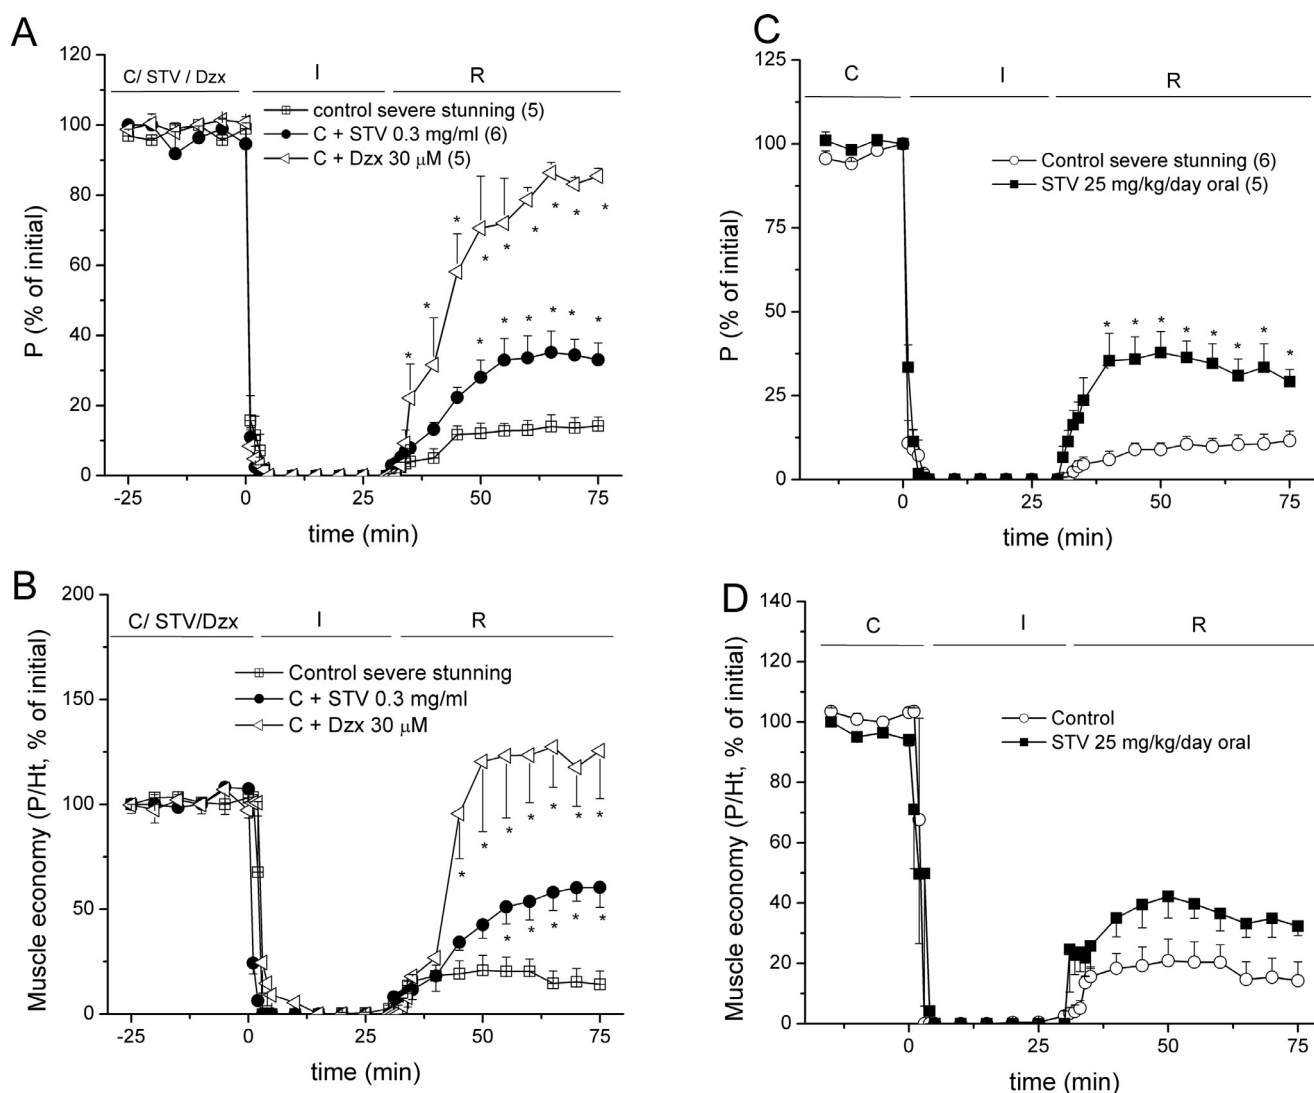 A
120
100
80
60
40
20
0
P (% of initial)
C/ STV / Dzx
I
R
control severe stunning (5)
C + STV 0.3 mg/ml (6)
C + Dzx 30 μM (5)
* * * * * * * * *
* * * * * *
-25 0 25 50 75
time (min)
C
125
100
75
50
25
0
P (% of initial)
C
I
R
Control severe stunning (6)
STV 25 mg/kg/day oral (5)
* * * * * * * *
0 25 50 75
time (min)
B
200
150
100
50
0
Muscle economy (P/Ht, % of initial)
C/ STV/Dzx
I
R
Control severe stunning
C + STV 0.3 mg/ml
C + Dzx 30 μM
* * * * * * *
* * * * *
-25 0 25 50 75
time (min)
D
140
120
100
80
60
40
20
0
Muscle economy (P/Ht, % of initial)
C
I
R
Control
STV 25 mg/kg/day oral
0 50 75
time (min)